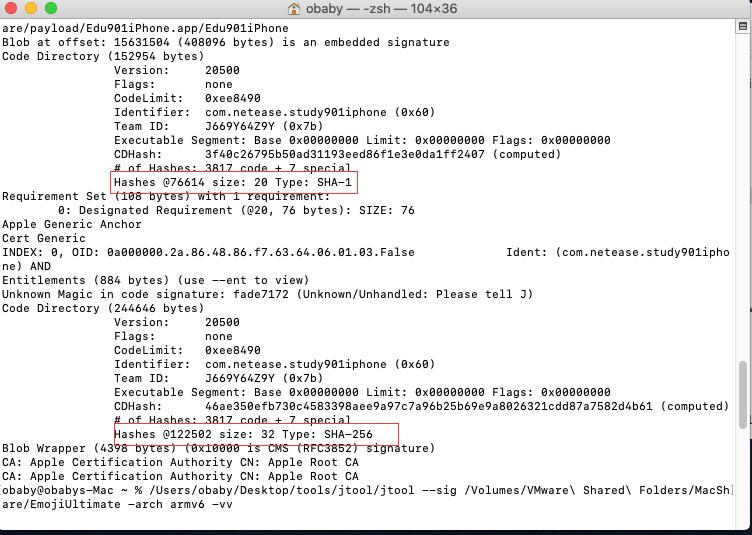 obaby — -zsh — 104×36
are/payload/Edu901iPhone.app/Edu901iPhone
Blob at offset: 15631504 (408096 bytes) is an embedded signature
Code Directory (152954 bytes)
Version: 20500
Flags: none
CodeLimit: 0xee8490
Identifier: com.netease.study901iphone (0x60)
Team ID: J669Y64Z9Y (0x7b)
Executable Segment: Base 0x00000000 Limit: 0x00000000 Flags: 0x00000000
CDHash: 3f40c26795b50ad31193eed86f1e3e0da1ff2407 (computed)
# of Hashes: 3817 code + 7 special
Hashes @76614 size: 20 Type: SHA-1
Requirement Set (108 bytes) with 1 requirement:
0: Designated Requirement (@20, 76 bytes): SIZE: 76
Apple Generic Anchor
Cert Generic
INDEX: 0, OID: 0a000000.2a.86.48.86.f7.63.64.06.01.03.False Ident: (com.netease.study901ipho
ne) AND
Entitlements (884 bytes) (use --ent to view)
Unknown Magic in code signature: fade7172 (Unknown/Unhandled: Please tell J)
Code Directory (244646 bytes)
Version: 20500
Flags: none
CodeLimit: 0xee8490
Identifier: com.netease.study901iphone (0x60)
Team ID: J669Y64Z9Y (0x7b)
Executable Segment: Base 0x00000000 Limit: 0x00000000 Flags: 0x00000000
CDHash: 46ae350efb730c4583398aee9a97c7a96b25b69e9a8026321cdd87a7582d4b61 (computed)
# of Hashes: 3817 code + 7 special
Hashes @122502 size: 32 Type: SHA-256
Blob Wrapper (4398 bytes) (0x10000 is CMS (RFC3852) signature)
CA: Apple Certification Authority CN: Apple Root CA
CA: Apple Certification Authority CN: Apple Root CA
[obaby@obabys-Mac ~ % /Users/obaby/Desktop/tools/jtool/jtool --sig /Volumes/VMware\ Shared\ Folders/MacSh]
are/EmojiUltimate -arch armv6 -vv